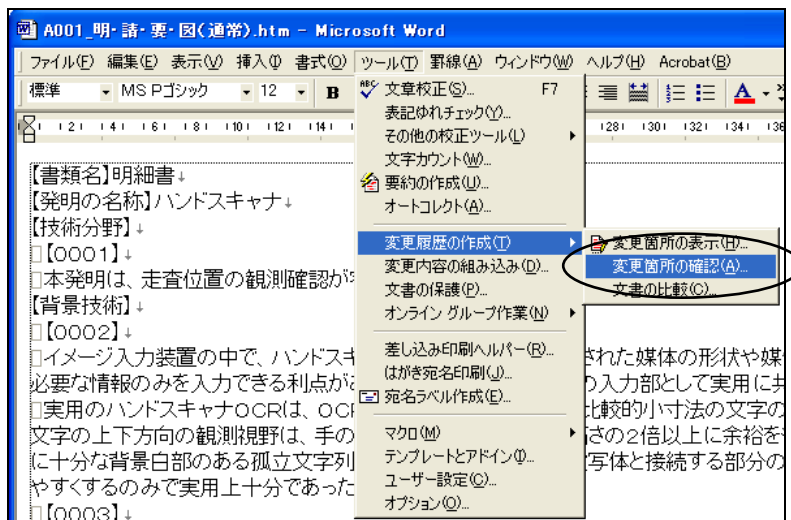 A001_明・請・要・図(通常).htm - Microsoft Word
ファイル(F) 編集(E) 表示(V) 挿入(I) 書式(O) ツール(T) 罫線(A) ウィンドウ(W) ヘルプ(H) Acrobat(B)
標準 MS Pゴシック 12 B A
文章校正(S)... F7
表記ゆれチェック(Y)...
その他の校正ツール(L)
文字カウント(W)...
要約の作成(U)...
オートコレクト(A)...
変更履歴の作成(T)
変更内容の組み込み(D)...
文書の保護(P)...
オンライン グループ作業(N)
差し込み印刷ヘルパー(R)...
はがき宛名印刷(J)...
宛名ラベル作成(E)...
マクロ(M)
テンプレートとアドイン(I)...
ユーザー設定(C)...
オプション(O)...
変更箇所の表示(H)...
変更箇所の確認(A)...
文書の比較(C)...
2 4 6 8 10 12 14 28 30 32 34 36
【書類名】明細書↓
【発明の名称】ハンドスキャナ↓
【技術分野】↓
【0001】↓
本発明は、走査位置の観測確認が
【背景技術】↓
【0002】↓
イメージ入力装置の中で、ハンドスキ された媒体の形状や媒
必要な情報のみを入力できる利点が の入力部として実用に
実用のハンドスキャナOCRは、OC 比較的小寸法の文字の
文字の上下方向の観測視野は、手の さの2倍以上に余裕を
に十分な背景白部のある孤立文字列 写体と接続する部分の
やすくするのみで実用上十分であった
【0003】↓